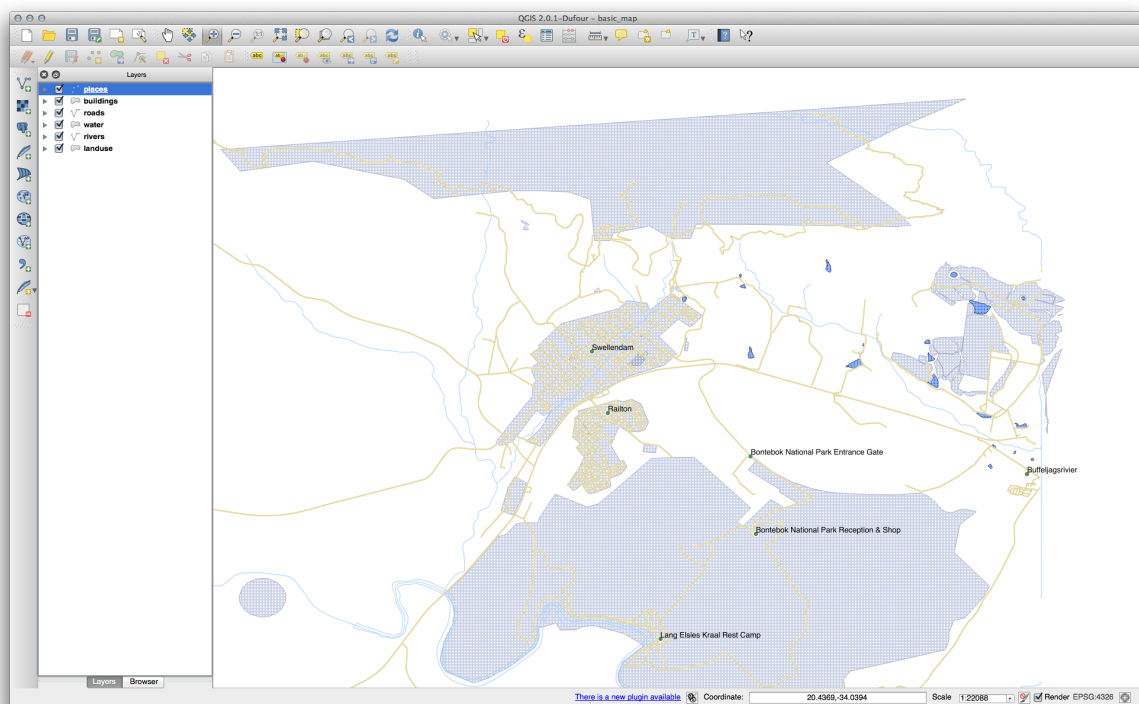 QGIS 2.0.1-Dufour - basic_map
Layers
places
buildings
roads
water
rivers
landuse
Swellendam
Railton
Bontebok National Park Entrance Gate
Buffeljagsrivier
Bontebok National Park Reception & Shop
Lang Elsies Kraal Rest Camp
Layers Browser
There is a new plugin available Coordinate: 20.4369,-34.0394 Scale 1:22088 Render EPSG:4326